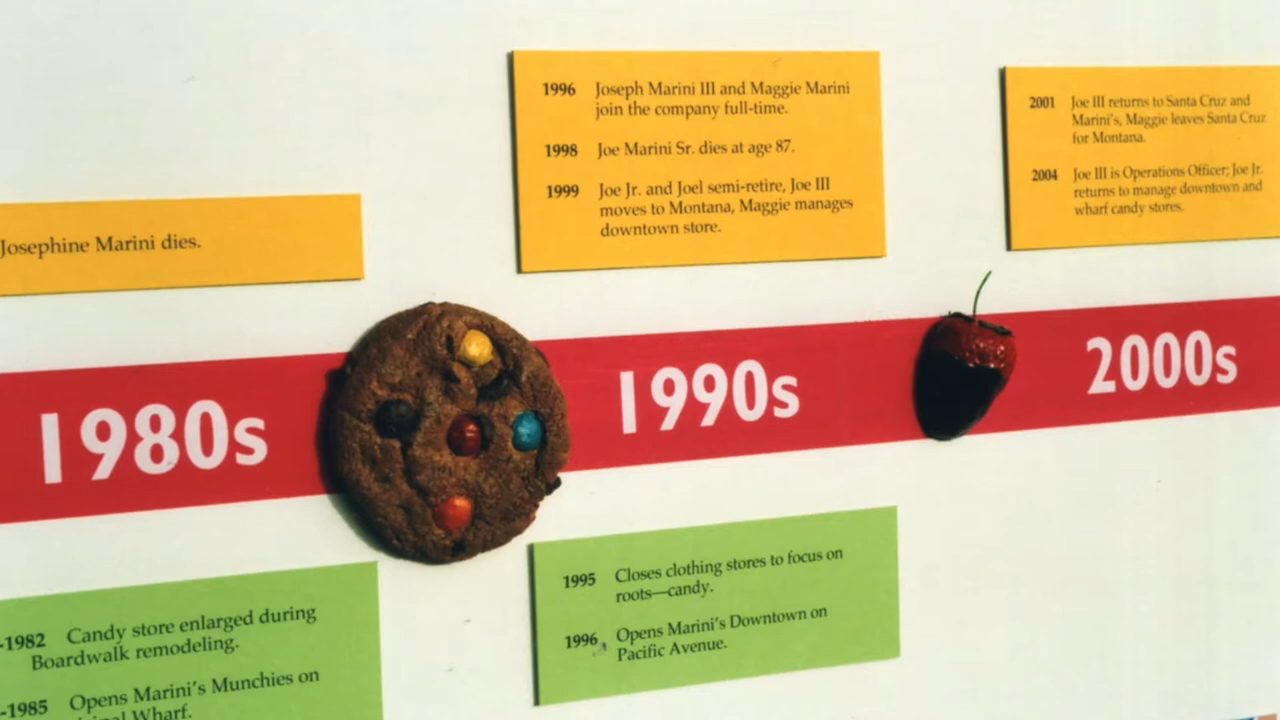 Josephine Marini dies.
1996 Joseph Marini III and Maggie Marini
join the company full-time.
1998 Joe Marini Sr. dies at age 87.
1999 Joe Jr. and Joel semi-retire, Joe III
moves to Montana, Maggie manages
downtown store.
2001 Joe III returns to Santa Cruz and
Marini's, Maggie leaves Santa Cruz
for Montana.
2004 Joe III is Operations Officer; Joe Jr.
returns to manage downtown and
wharf candy stores.
1980s
1990s
2000s
-1982 Candy store enlarged during
Boardwalk remodeling.
-1985 Opens Marini's Munchies on
Wharf.
1995 Closes clothing stores to focus on
roots—candy.
1996 Opens Marini's Downtown on
Pacific Avenue.